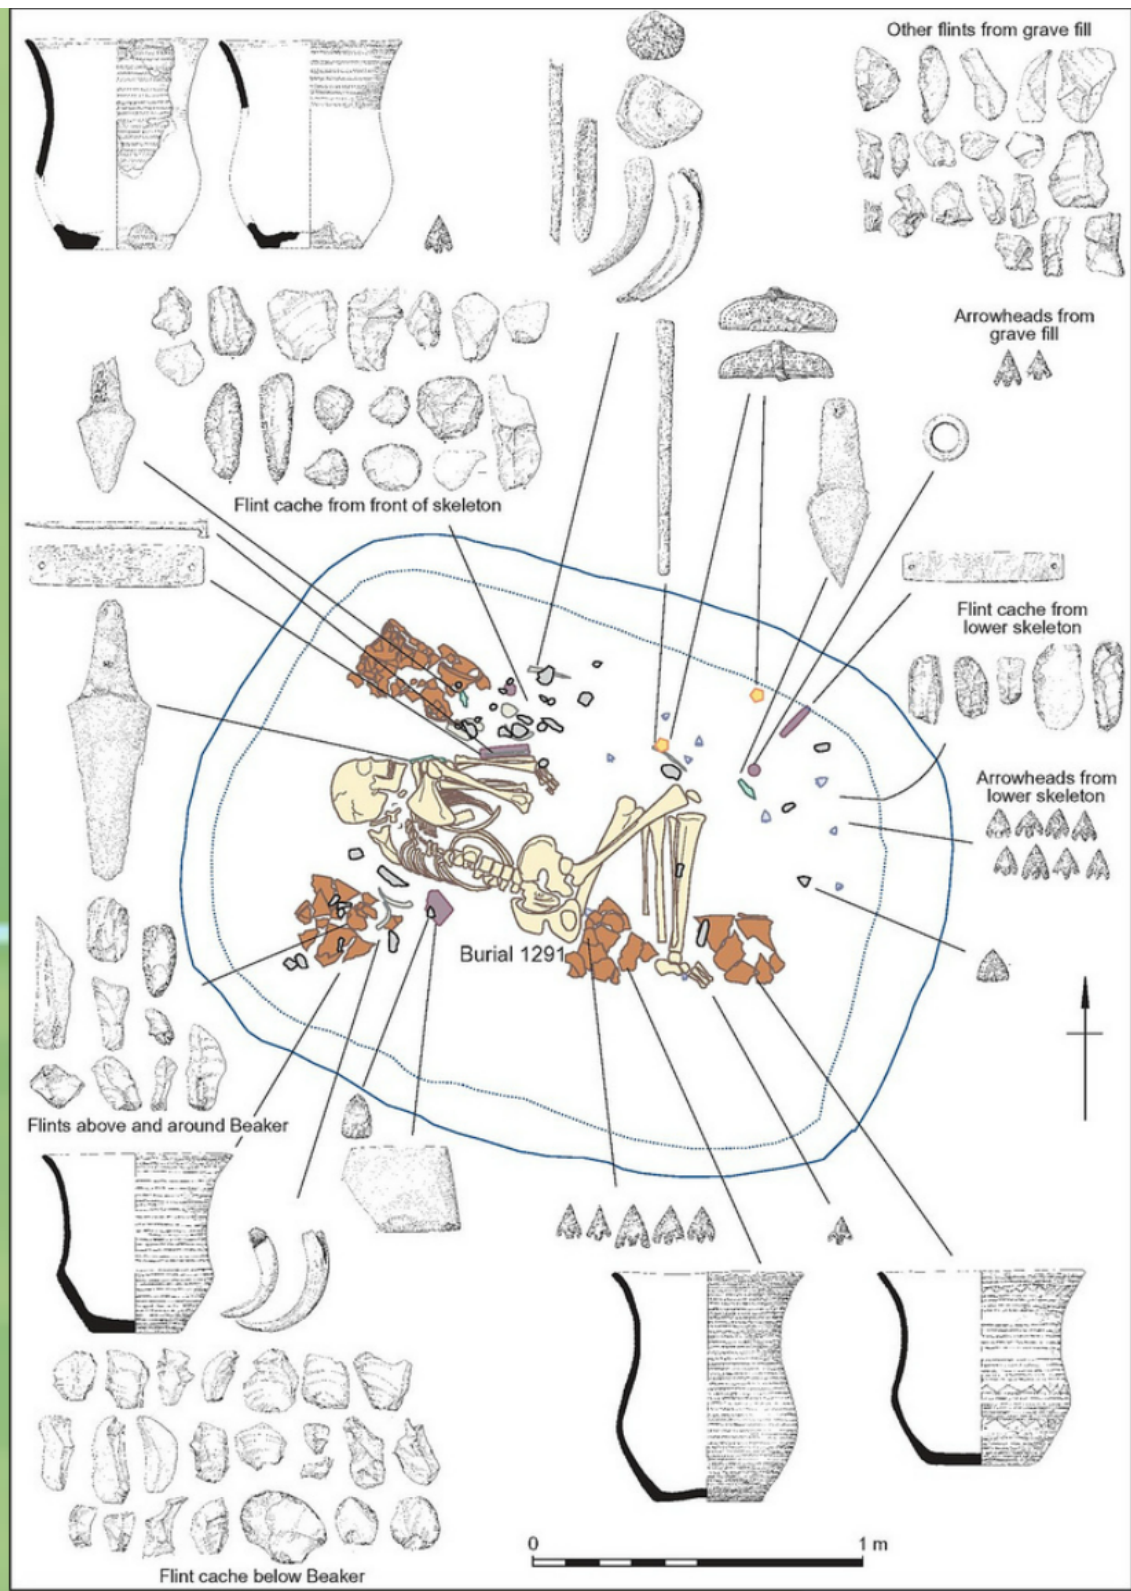 Other flints from grave fill
Arrowheads from
grave fill
Flint cache from front of skeleton
Flint cache from
lower skeleton
Arrowheads from
lower skeleton
Burial 1291
Flints above and around Beaker
Flint cache below Beaker
0
1 m